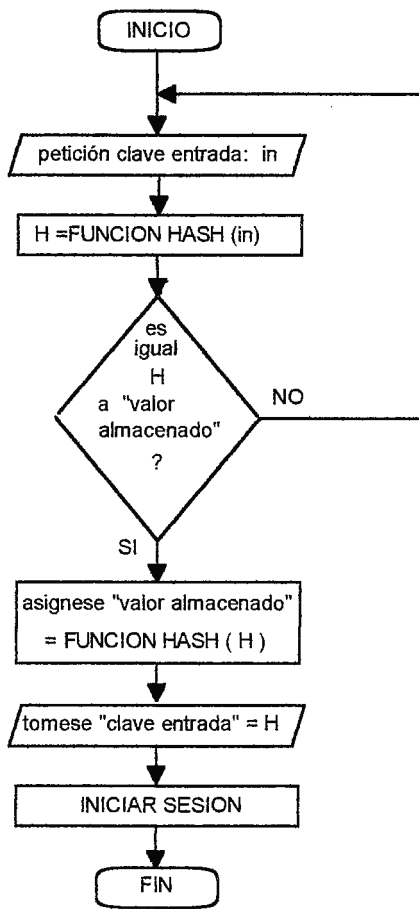 INICIO
petición clave entrada: in
H =FUNCION HASH (in)
es
igual
H
a "valor
almacenado"
?
NO
SI
asignese "valor almacenado"
= FUNCION HASH ( H )
tomese "clave entrada" = H
INICIAR SESION
FIN